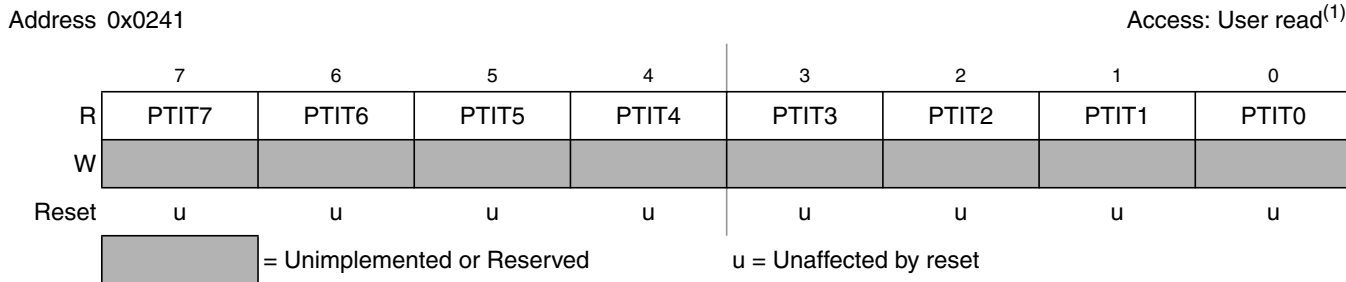 Address 0x0241 Access: User read(1)
7 6 5 4 3 2 1 0
R PTIT7 PTIT6 PTIT5 PTIT4 PTIT3 PTIT2 PTIT1 PTIT0
W
Reset u u u u u u u u
= Unimplemented or Reserved u = Unaffected by reset